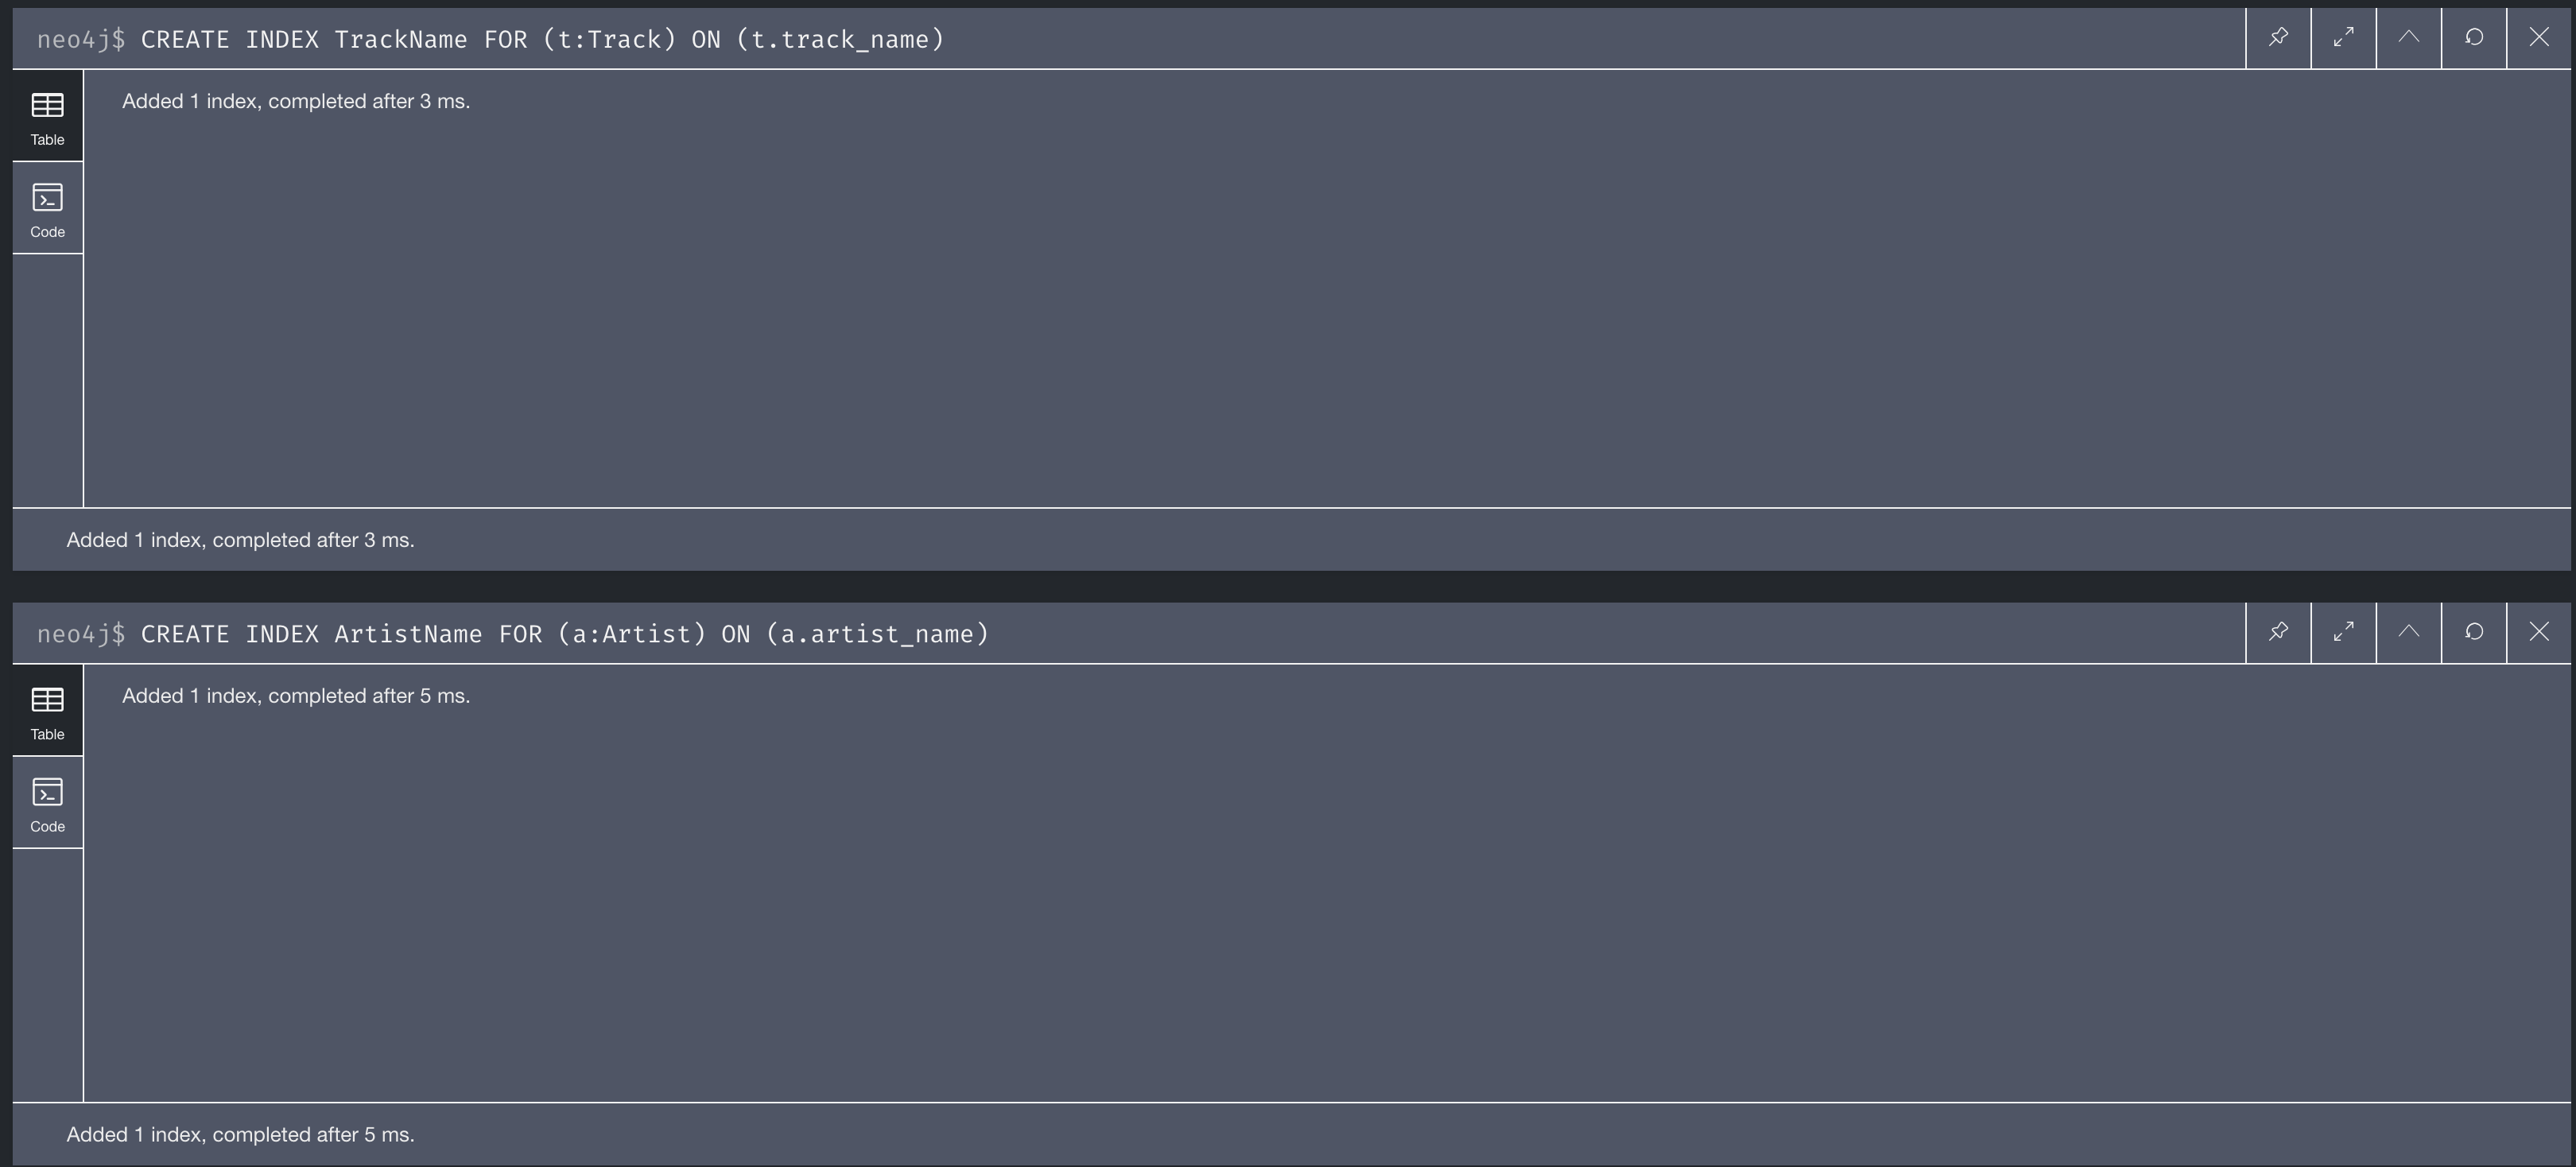 neo4j$ CREATE INDEX TrackName FOR (t:Track) ON (t.track_name)
Table
Added 1 index, completed after 3 ms.
Code
Added 1 index, completed after 3 ms.
neo4j$ CREATE INDEX ArtistName FOR (a:Artist) ON (a.artist_name)
Table
Added 1 index, completed after 5 ms.
Code
Added 1 index, completed after 5 ms.